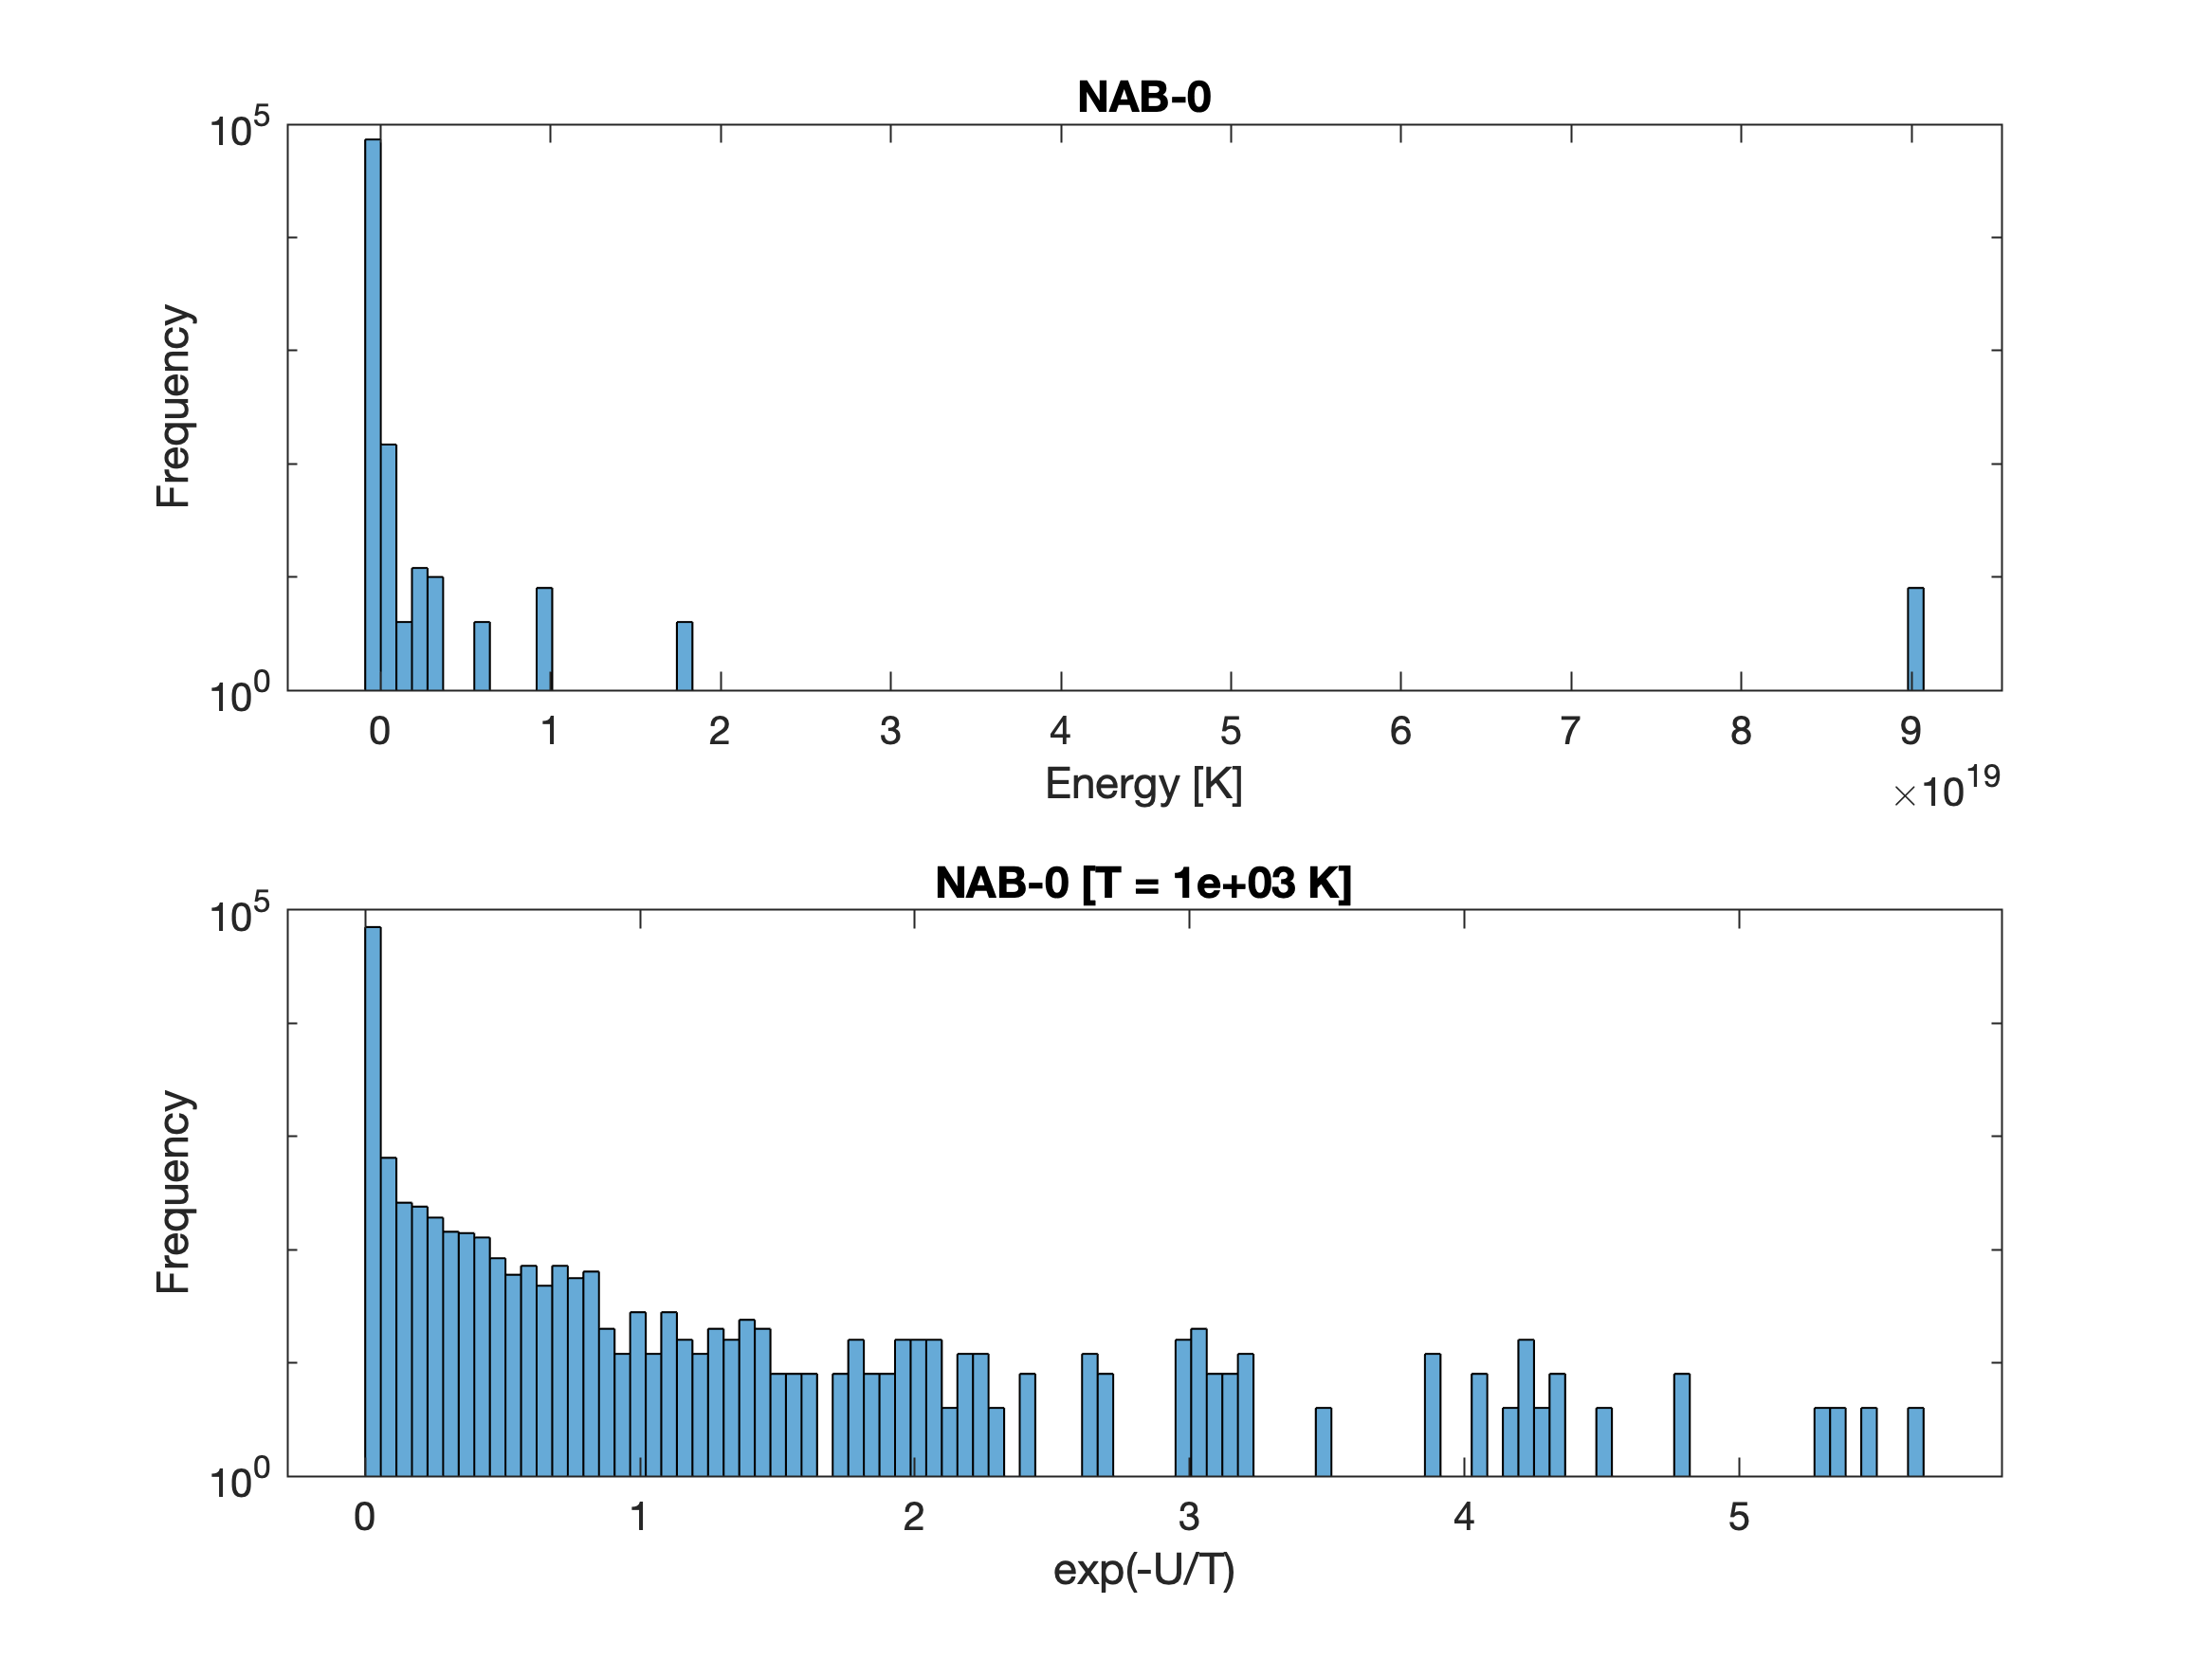 NAB-0
10^5
Frequency
10^0
0 1 2 3 4 5 6 7 8 9
Energy [K]
×10^19
NAB-0 [T = 1e+03 K]
10^5
Frequency
10^0
0 1 2 3 4 5
exp(-U/T)